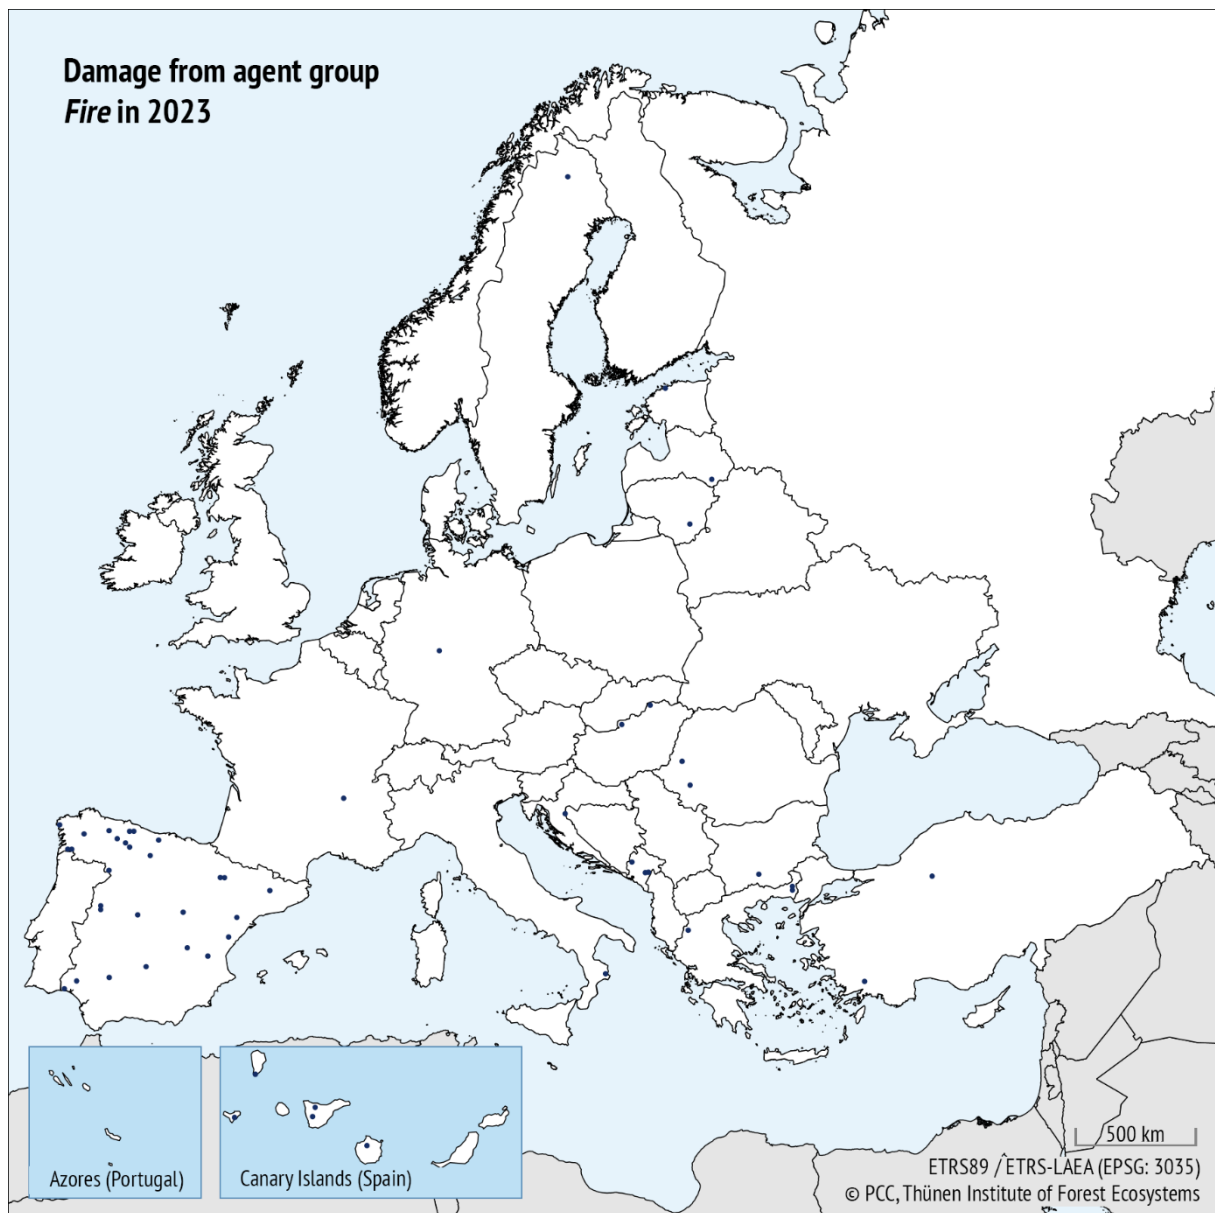 Damage from agent group
Fire in 2023
Azores (Portugal)
Canary Islands (Spain)
500 km
ETRS89 / ETRS-LAEA (EPSG: 3035)
© PCC, Thünen Institute of Forest Ecosystems